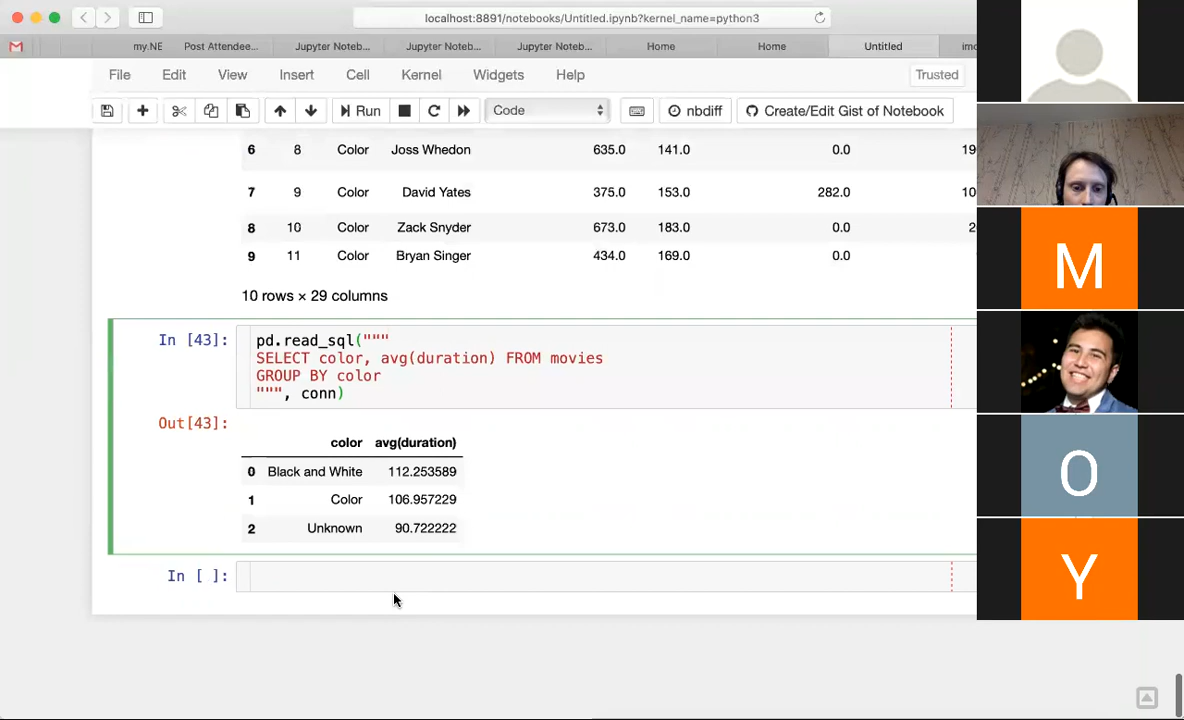 localhost:8891/notebooks/Untitled.ipynb?kernel_name=python3
my.NE Post Attendee... Jupyter Noteb... Jupyter Noteb... Jupyter Noteb... Home Home Untitled
File Edit View Insert Cell Kernel Widgets Help Trusted
Run Code nbdiff Create/Edit Gist of Notebook
6 8 Color Joss Whedon 635.0 141.0 0.0 19
7 9 Color David Yates 375.0 153.0 282.0 10
8 10 Color Zack Snyder 673.0 183.0 0.0 2
9 11 Color Bryan Singer 434.0 169.0 0.0
10 rows × 29 columns
In [43]: pd.read_sql("""
SELECT color, avg(duration) FROM movies
GROUP BY color
""", conn)
Out[43]:
color avg(duration)
0 Black and White 112.253589
1 Color 106.957229
2 Unknown 90.722222
In [ ]:
M
O
Y